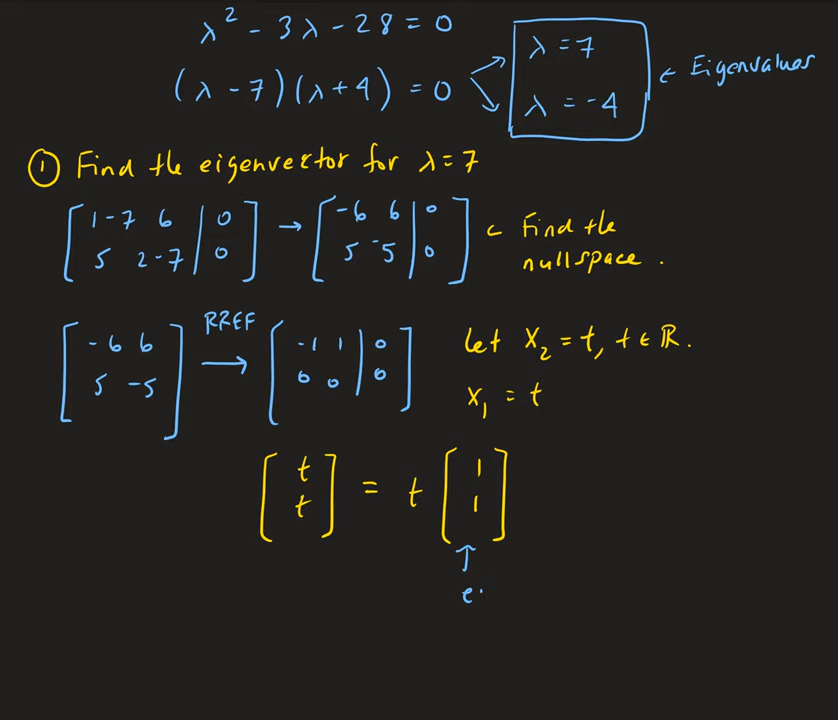 λ² - 3λ - 28 = 0
(λ - 7)(λ + 4) = 0
λ = 7
λ = -4
← Eigenvalues
① Find the eigenvector for λ = 7
[ 1-7 6 | 0 ] → [ -6 6 | 0 ] ← Find the
[ 5 2-7 | 0 ] [ 5 -5 | 0 ] nullspace.
[ -6 6 ] RREF → [ -1 1 | 0 ] Let x₂ = t, t ∈ ℝ.
[ 5 -5 ] [ 0 0 | 0 ] x₁ = t
[ t ] = t [ 1 ]
[ t ] [ 1 ]
↑
e